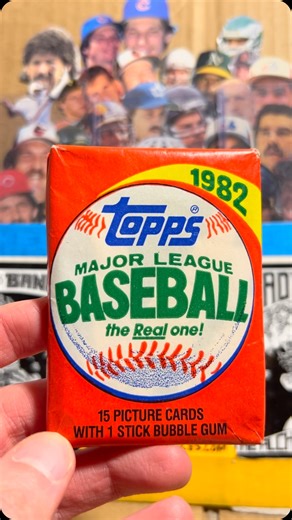 1982
TOPPS®
MAJOR LEAGUE
BASEBALL
the Real one!
15 PICTURE CARDS
WITH 1 STICK BUBBLE GUM